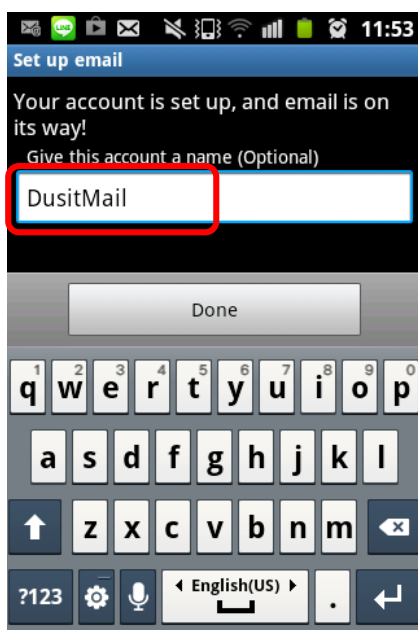 LINE 11:53
Set up email
Your account is set up, and email is on
its way!
Give this account a name (Optional)
DusitMail
Done
1 2 3 4 5 6 7 8 9 0
q w e r t y u i o p
a s d f g h j k l
z x c v b n m
?123 English(US) .